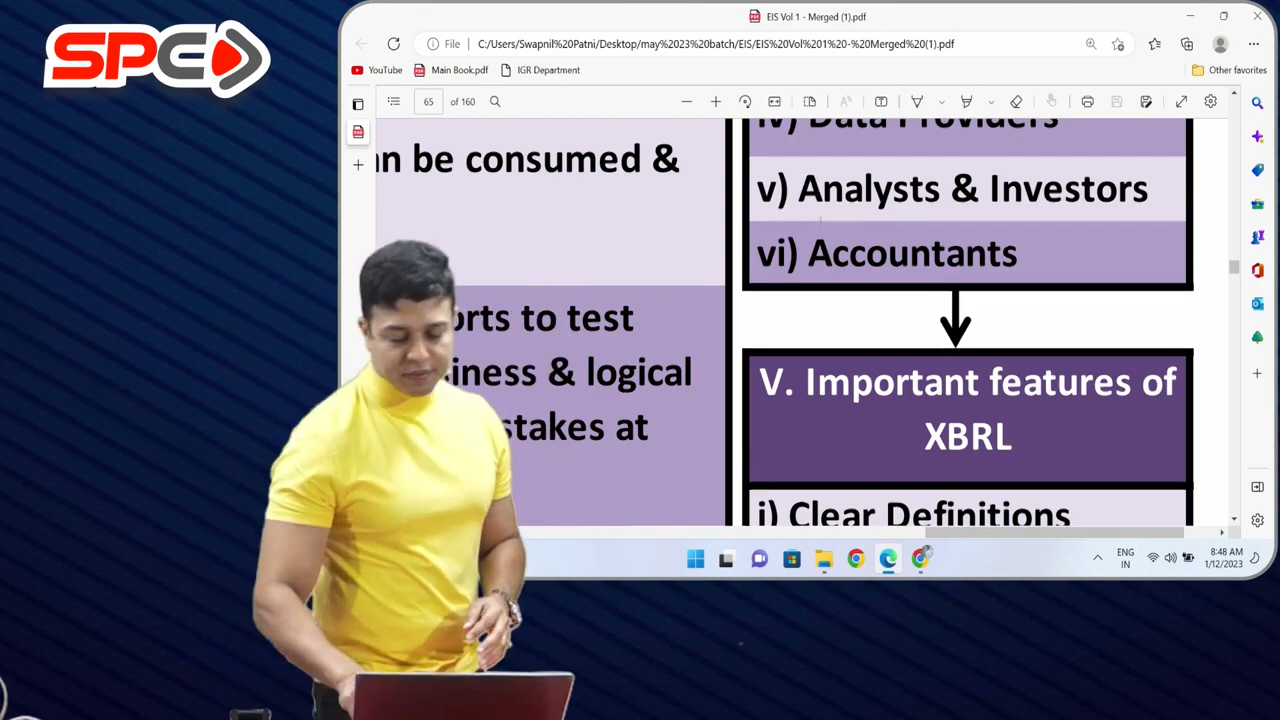 SPC
EIS Vol 1 - Merged (1).pdf
File
C:/Users/Swapnil%20Patni/Desktop/may%2023%20batch/EIS/EIS%20Vol%201%20-%20Merged%20(1).pdf
YouTube
Main Book.pdf
IGR Department
Other favorites
65 of 160
iv) Data Providers
an be consumed &
v) Analysts & Investors
vi) Accountants
orts to test
iness & logical
stakes at
V. Important features of
XBRL
i) Clear Definitions
ENG
IN
8:48 AM
1/12/2023